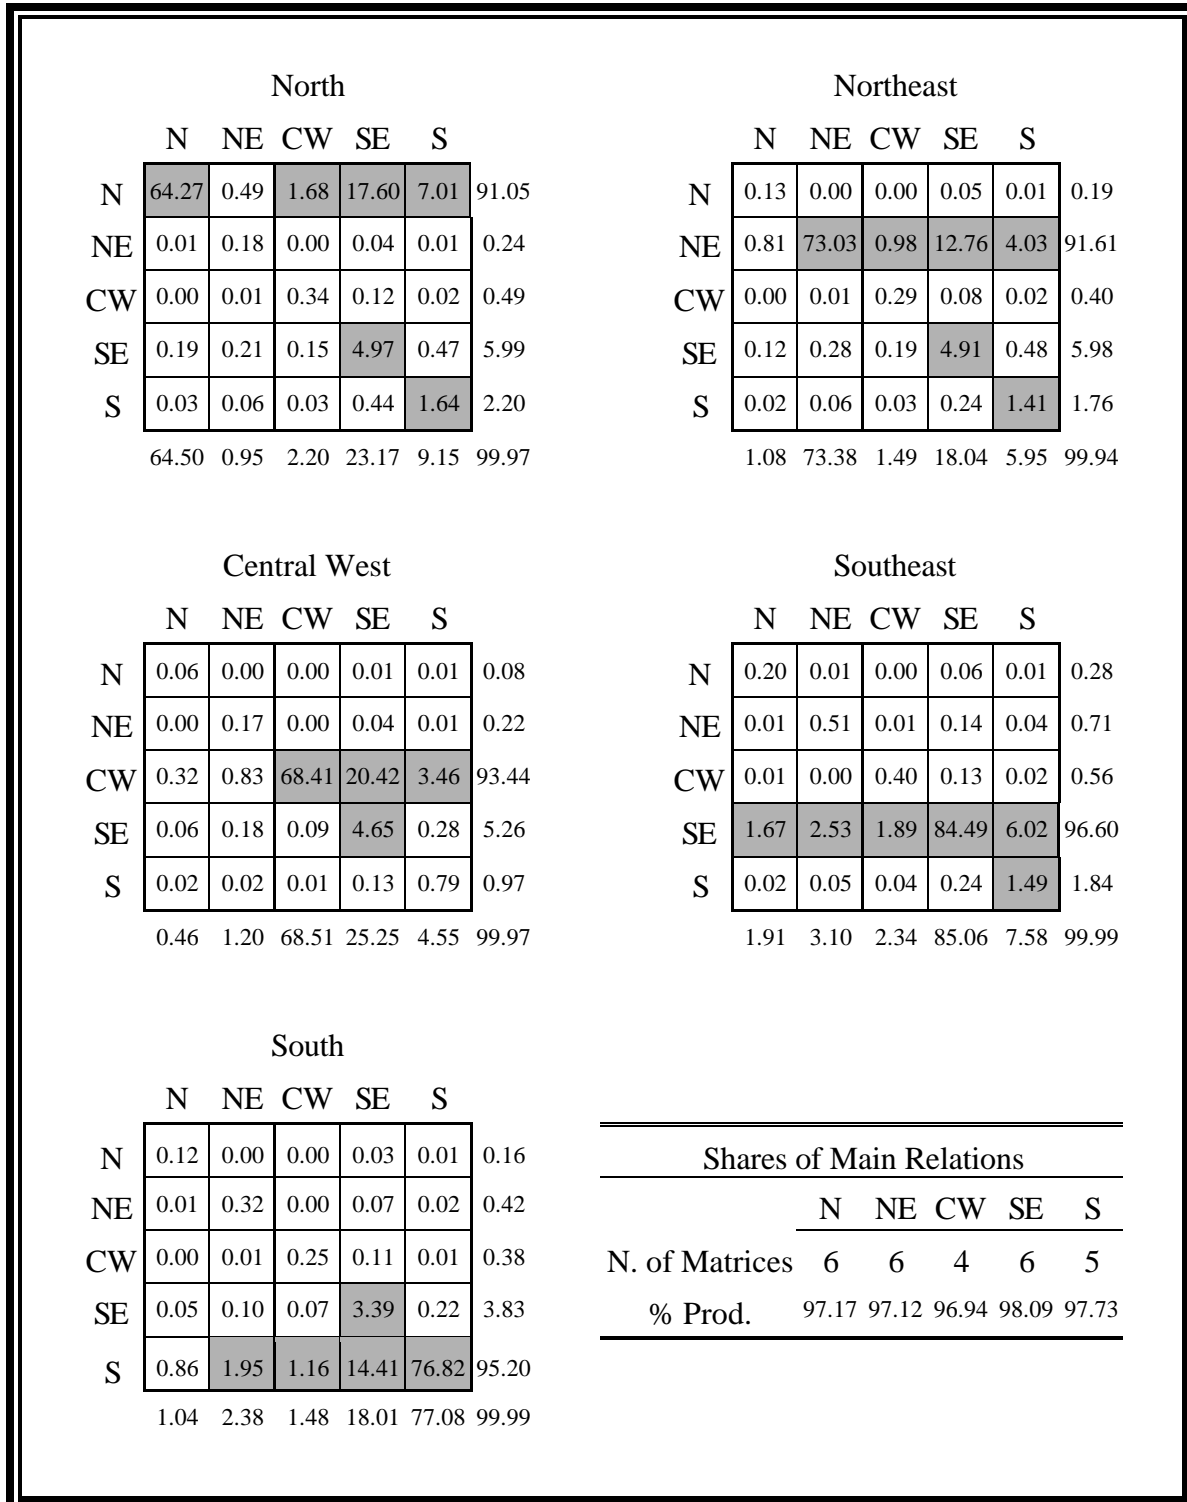 North
N NE CW SE S
N 64.27 0.49 1.68 17.60 7.01 91.05
NE 0.01 0.18 0.00 0.04 0.01 0.24
CW 0.00 0.01 0.34 0.12 0.02 0.49
SE 0.19 0.21 0.15 4.97 0.47 5.99
S 0.03 0.06 0.03 0.44 1.64 2.20
64.50 0.95 2.20 23.17 9.15 99.97
Northeast
N NE CW SE S
N 0.13 0.00 0.00 0.05 0.01 0.19
NE 0.81 73.03 0.98 12.76 4.03 91.61
CW 0.00 0.01 0.29 0.08 0.02 0.40
SE 0.12 0.28 0.19 4.91 0.48 5.98
S 0.02 0.06 0.03 0.24 1.41 1.76
1.08 73.38 1.49 18.04 5.95 99.94
Central West
N NE CW SE S
N 0.06 0.00 0.00 0.01 0.01 0.08
NE 0.00 0.17 0.00 0.04 0.01 0.22
CW 0.32 0.83 68.41 20.42 3.46 93.44
SE 0.06 0.18 0.09 4.65 0.28 5.26
S 0.02 0.02 0.01 0.13 0.79 0.97
0.46 1.20 68.51 25.25 4.55 99.97
Southeast
N NE CW SE S
N 0.20 0.01 0.00 0.06 0.01 0.28
NE 0.01 0.51 0.01 0.14 0.04 0.71
CW 0.01 0.00 0.40 0.13 0.02 0.56
SE 1.67 2.53 1.89 84.49 6.02 96.60
S 0.02 0.05 0.04 0.24 1.49 1.84
1.91 3.10 2.34 85.06 7.58 99.99
South
N NE CW SE S
N 0.12 0.00 0.00 0.03 0.01 0.16
NE 0.01 0.32 0.00 0.07 0.02 0.42
CW 0.00 0.01 0.25 0.11 0.01 0.38
SE 0.05 0.10 0.07 3.39 0.22 3.83
S 0.86 1.95 1.16 14.41 76.82 95.20
1.04 2.38 1.48 18.01 77.08 99.99
Shares of Main Relations
N NE CW SE S
N. of Matrices 6 6 4 6 5
% Prod. 97.17 97.12 96.94 98.09 97.73